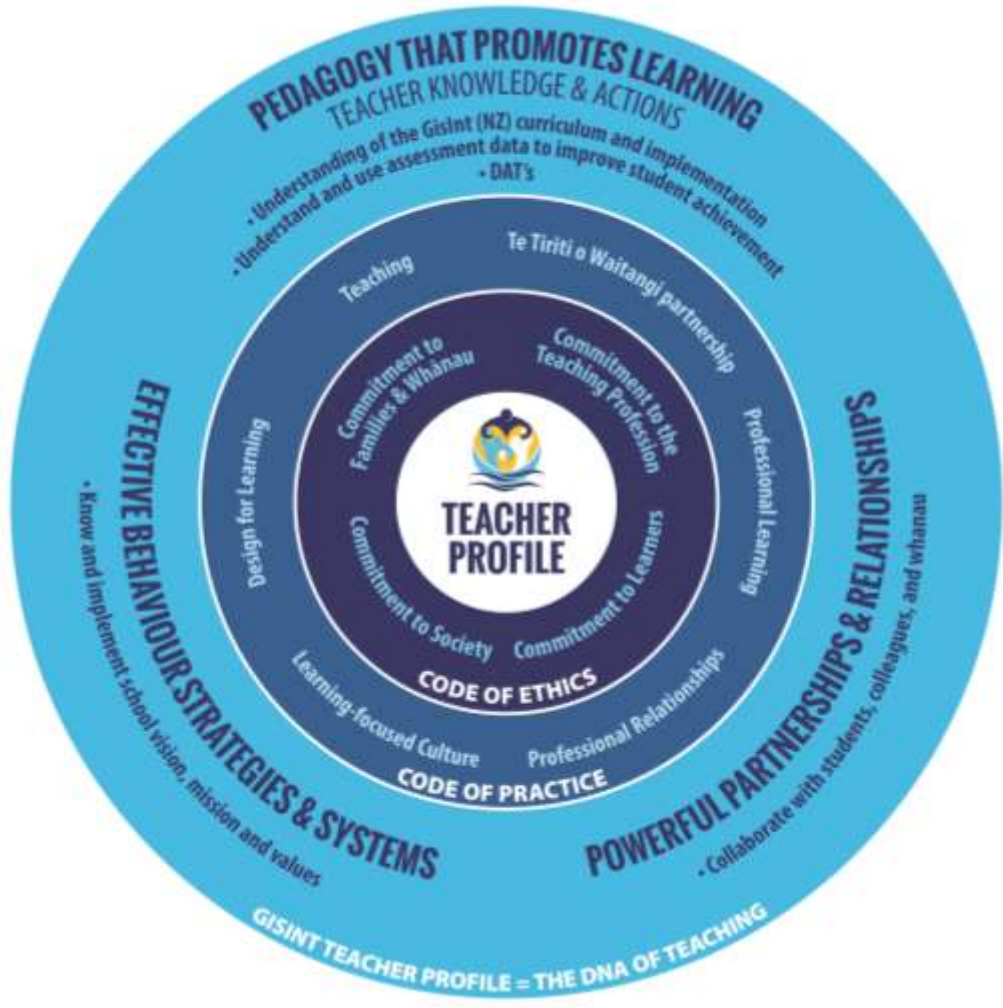 PEDAGOGY THAT PROMOTES LEARNING
TEACHER KNOWLEDGE & ACTIONS
• Understanding of the GisInt (NZ) curriculum and implementation
• Understand and use assessment data to improve student achievement
• DAT's
Teaching
Te Tiriti o Waitangi partnership
Commitment to
Families & Whànau
Commitment to the
Teaching Profession
Design for Learning
Professional Learning
TEACHER
PROFILE
Commitment to Society
Commitment to Learners
CODE OF ETHICS
Learning-focused Culture
Professional Relationships
CODE OF PRACTICE
EFFECTIVE BEHAVIOUR STRATEGIES & SYSTEMS
• Know and implement school vision, mission and values
POWERFUL PARTNERSHIPS & RELATIONSHIPS
• Collaborate with students, colleagues, and whanau
GISINT TEACHER PROFILE = THE DNA OF TEACHING